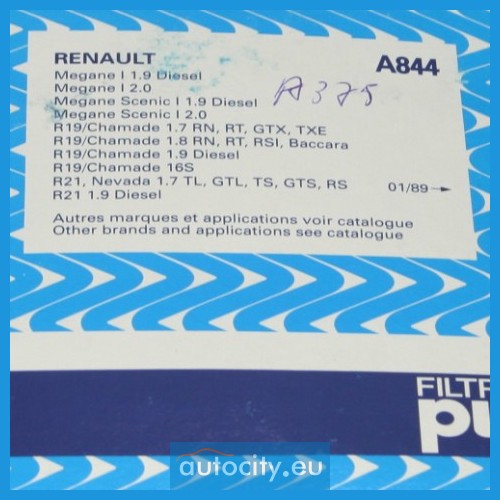 RENAULT A844
Megane I 1.9 Diesel
Megane I 2.0
Megane Scenic I 1.9 Diesel A375
Megane Scenic I 2.0
R19/Chamade 1.7 RN, RT, GTX, TXE
R19/Chamade 1.8 RN, RT, RSI, Baccara
R19/Chamade 1.9 Diesel
R19/Chamade 16S
R21, Nevada 1.7 TL, GTL, TS, GTS, RS 01/89→
R21 1.9 Diesel
Autres marques et applications voir catalogue
Other brands and applications see catalogue
FILTR
pu
autocity.eu